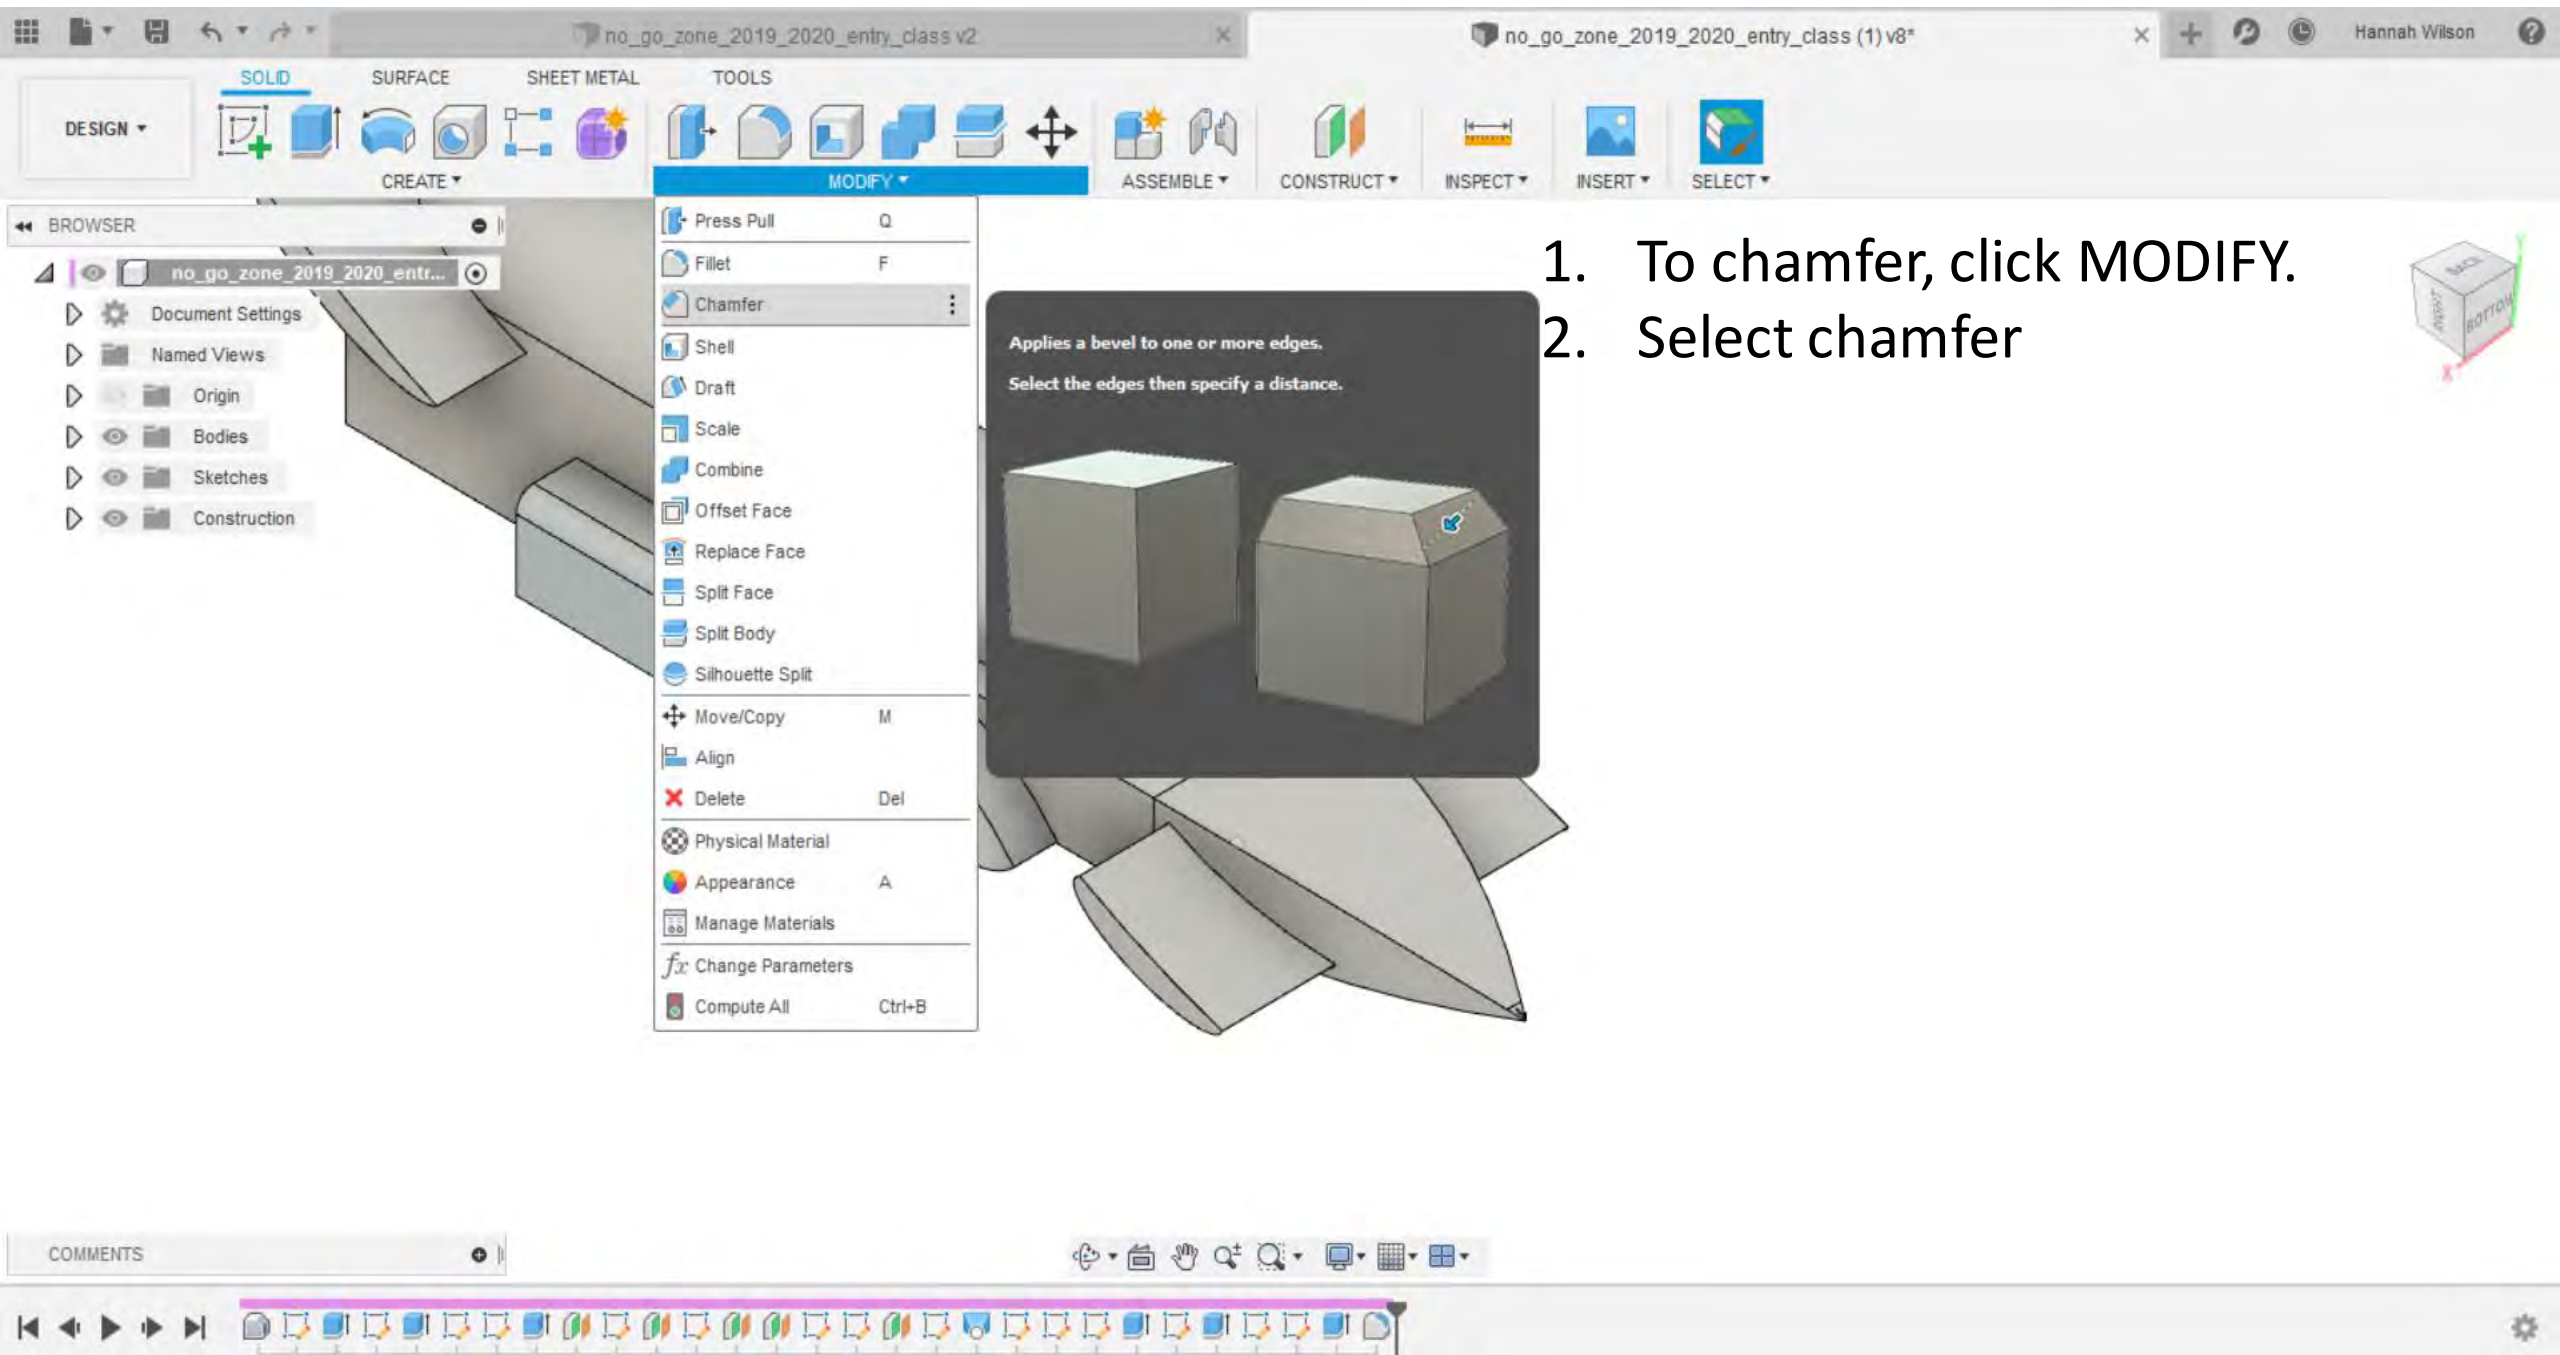 no_go_zone_2019_2020_entry_class v2
no_go_zone_2019_2020_entry_class (1) v8*
Hannah Wilson
SOLID
SURFACE
SHEET METAL
TOOLS
DESIGN
CREATE
MODIFY
ASSEMBLE
CONSTRUCT
INSPECT
INSERT
SELECT
BROWSER
no_go_zone_2019_2020_entr...
Document Settings
Named Views
Origin
Bodies
Sketches
Construction
Press Pull Q
Fillet F
Chamfer
Shell
Draft
Scale
Combine
Offset Face
Replace Face
Split Face
Split Body
Silhouette Split
Move/Copy M
Align
Delete Del
Physical Material
Appearance A
Manage Materials
fx Change Parameters
Compute All Ctrl+B
Applies a bevel to one or more edges.
Select the edges then specify a distance.
1. To chamfer, click MODIFY.
2. Select chamfer
BACK
RIGHT
BOTTOM
X
Y
COMMENTS